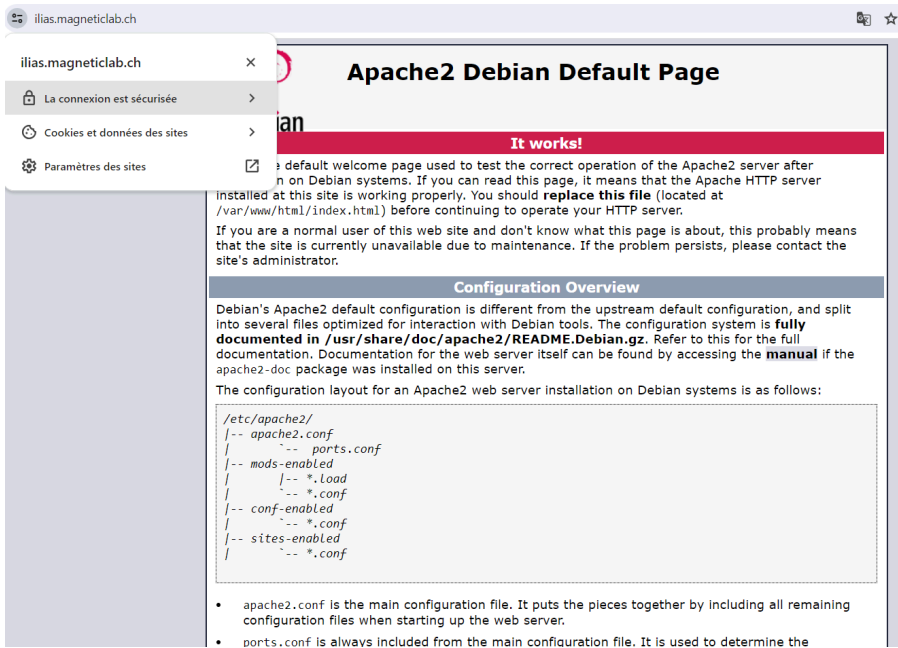 ilias.magneticlab.ch
ilias.magneticlab.ch
La connexion est sécurisée
Cookies et données des sites
Paramètres des sites
Apache2 Debian Default Page
It works!
default welcome page used to test the correct operation of the Apache2 server after
on Debian systems. If you can read this page, it means that the Apache HTTP server
installed at this site is working properly. You should replace this file (located at
/var/www/html/index.html) before continuing to operate your HTTP server.
If you are a normal user of this web site and don't know what this page is about, this probably means
that the site is currently unavailable due to maintenance. If the problem persists, please contact the
site's administrator.
Configuration Overview
Debian's Apache2 default configuration is different from the upstream default configuration, and split
into several files optimized for interaction with Debian tools. The configuration system is fully
documented in /usr/share/doc/apache2/README.Debian.gz. Refer to this for the full
documentation. Documentation for the web server itself can be found by accessing the manual if the
apache2-doc package was installed on this server.
The configuration layout for an Apache2 web server installation on Debian systems is as follows:
/etc/apache2/
|-- apache2.conf
|       `--  ports.conf
|-- mods-enabled
|       |-- *.load
|       `-- *.conf
|-- conf-enabled
|       `-- *.conf
|-- sites-enabled
|       `-- *.conf
• apache2.conf is the main configuration file. It puts the pieces together by including all remaining
configuration files when starting up the web server.
• ports.conf is always included from the main configuration file. It is used to determine the